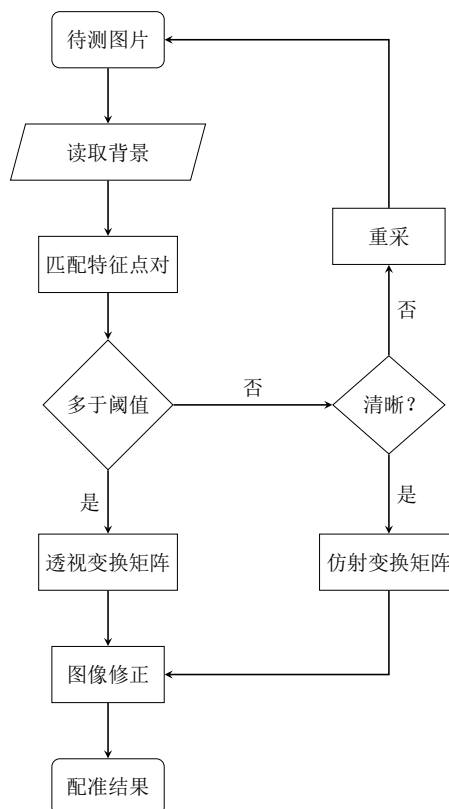 待测图片
读取背景
匹配特征点对
重采
否
多于阈值
否
清晰？
是
是
透视变换矩阵
仿射变换矩阵
图像修正
配准结果